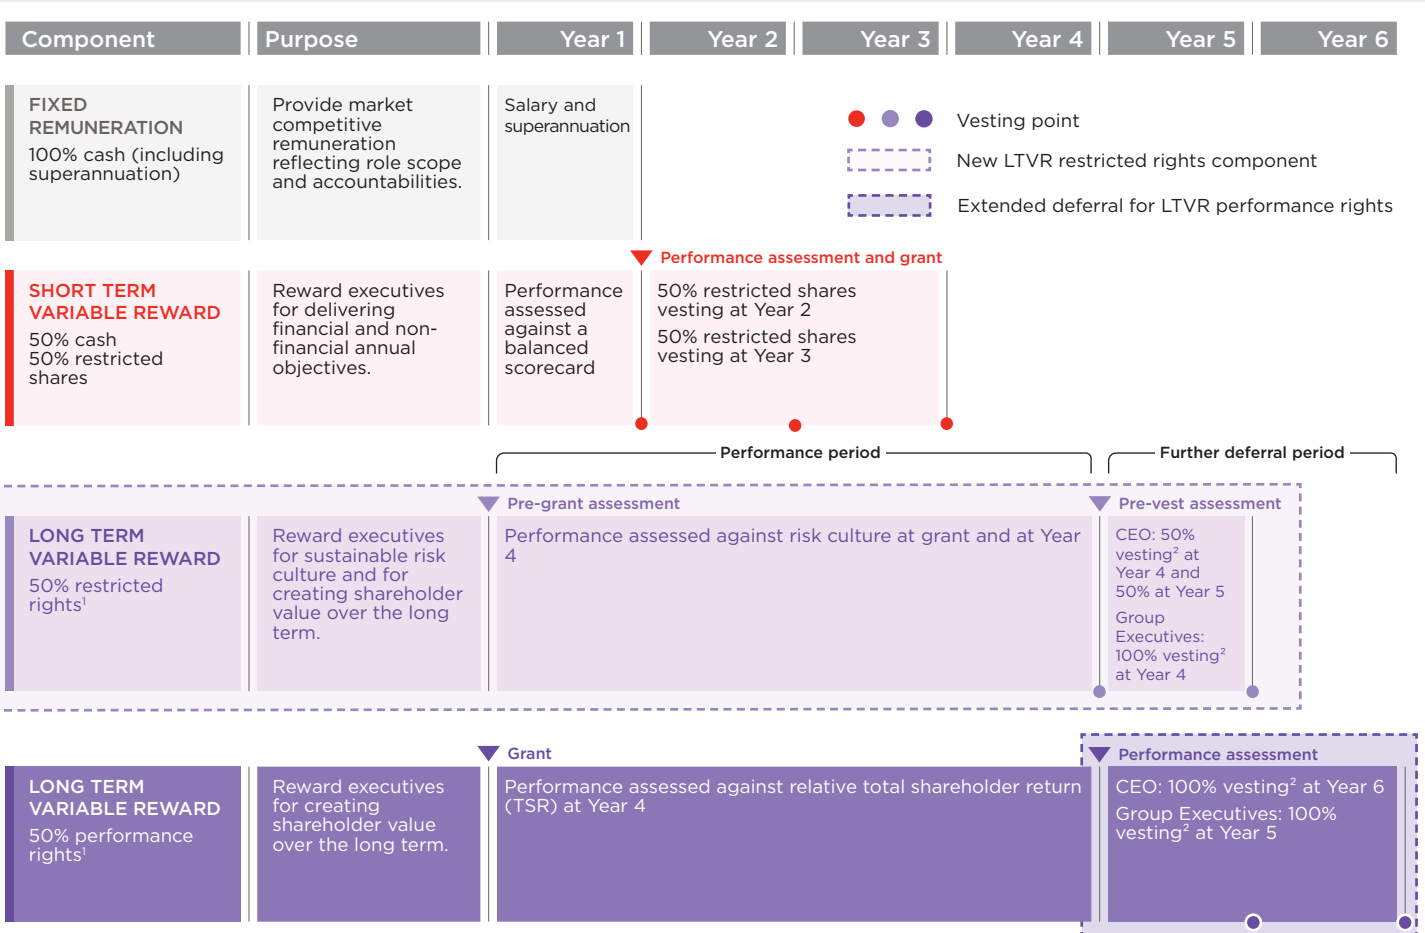 Component
Purpose
Year 1
Year 2
Year 3
Year 4
Year 5
Year 6
FIXED
REMUNERATION
100% cash (including
superannuation)
Provide market
competitive
remuneration
reflecting role scope
and accountabilities.
Salary and
superannuation
Vesting point
New LTVR restricted rights component
Extended deferral for LTVR performance rights
Performance assessment and grant
SHORT TERM
VARIABLE REWARD
50% cash
50% restricted
shares
Reward executives
for delivering
financial and non-
financial annual
objectives.
Performance
assessed
against a
balanced
scorecard
50% restricted shares
vesting at Year 2
50% restricted shares
vesting at Year 3
Performance period
Further deferral period
Pre-grant assessment
Pre-vest assessment
LONG TERM
VARIABLE REWARD
50% restricted
rights¹
Reward executives
for sustainable risk
culture and for
creating shareholder
value over the long
term.
Performance assessed against risk culture at grant and at Year
4
CEO: 50%
vesting² at
Year 4 and
50% at Year 5
Group
Executives:
100% vesting²
at Year 4
Grant
Performance assessment
LONG TERM
VARIABLE REWARD
50% performance
rights¹
Reward executives
for creating
shareholder value
over the long term.
Performance assessed against relative total shareholder return
(TSR) at Year 4
CEO: 100% vesting² at Year 6
Group Executives: 100%
vesting² at Year 5